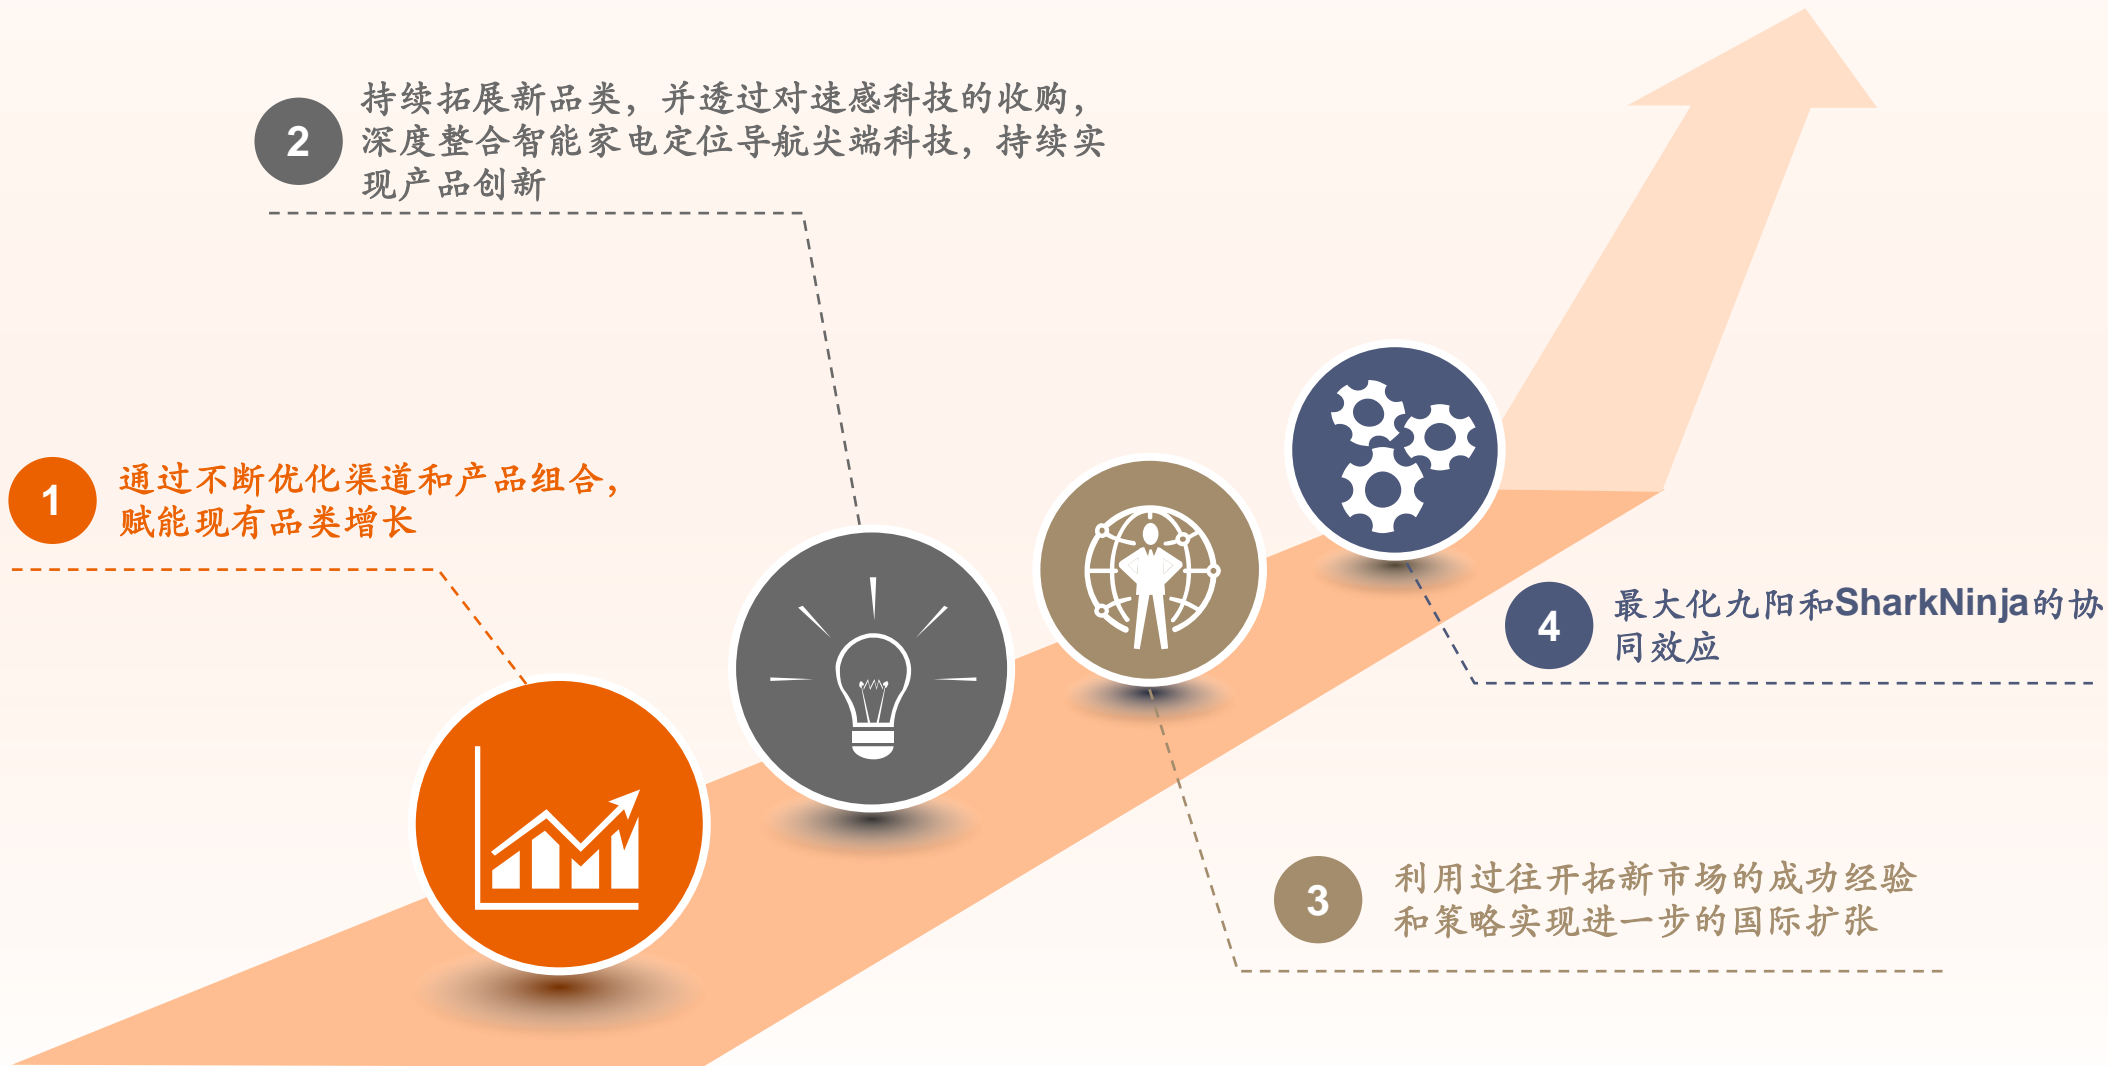 2
持续拓展新品类，并透过对速感科技的收购，
深度整合智能家电定位导航尖端科技，持续实
现产品创新
1
通过不断优化渠道和产品组合，
赋能现有品类增长
4
最大化九阳和SharkNinja的协
同效应
3
利用过往开拓新市场的成功经验
和策略实现进一步的国际扩张